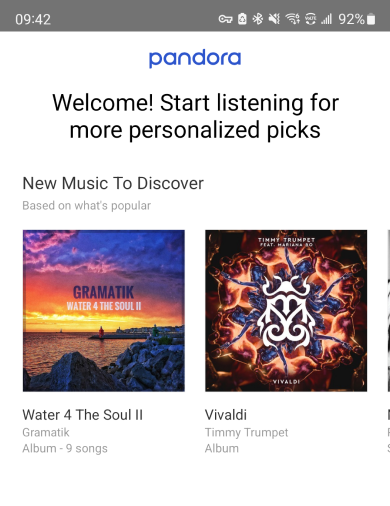 09:42
92%
pandora
Welcome! Start listening for
more personalized picks
New Music To Discover
Based on what's popular
GRAMATIK
WATER 4 THE SOUL II
TIMMY TRUMPET
FEAT. MARIANA BO
VIVALDI
Water 4 The Soul II
Gramatik
Album - 9 songs
Vivaldi
Timmy Trumpet
Album